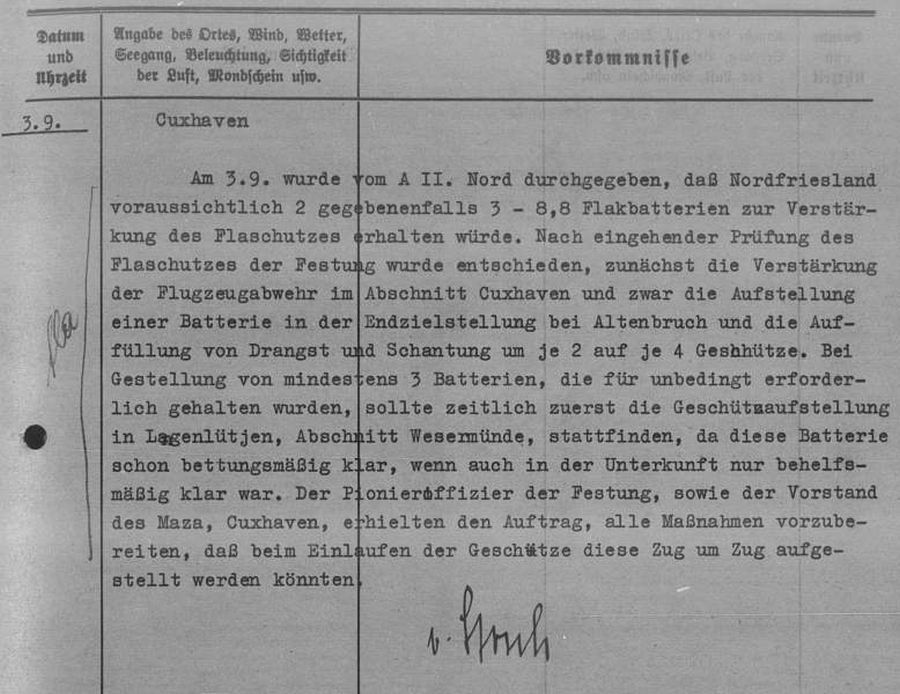 Datum
und
Uhrzeit
Angabe des Ortes, Wind, Wetter,
Seegang, Beleuchtung, Sichtigkeit
der Luft, Mondschein usw.
Vorkommnisse
3.9.
Cuxhaven
Am 3.9. wurde vom A II. Nord durchgegeben, daß Nordfriesland
voraussichtlich 2 gegebenenfalls 3 - 8,8 Flakbatterien zur Verstär-
kung des Flaschutzes erhalten würde. Nach eingehender Prüfung des
Flaschutzes der Festung wurde entschieden, zunächst die Verstärkung
der Flugzeugabwehr im Abschnitt Cuxhaven und zwar die Aufstellung
einer Batterie in der Endzielstellung bei Altenbruch und die Auf-
füllung von Drangst und Schantung um je 2 auf je 4 Geschütze. Bei
Gestellung von mindestens 3 Batterien, die für unbedingt erforder-
lich gehalten wurden, sollte zeitlich zuerst die Geschützaufstellung
in Lagenlütjen, Abschnitt Wesermünde, stattfinden, da diese Batterie
schon bettungsmäßig klar, wenn auch in der Unterkunft nur behelfs-
mäßig klar war. Der Pionieroffizier der Festung, sowie der Vorstand
des Maza, Cuxhaven, erhielten den Auftrag, alle Maßnahmen vorzube-
reiten, daß beim Einlaufen der Geschütze diese Zug um Zug aufge-
stellt werden könnten.
Fla
v.